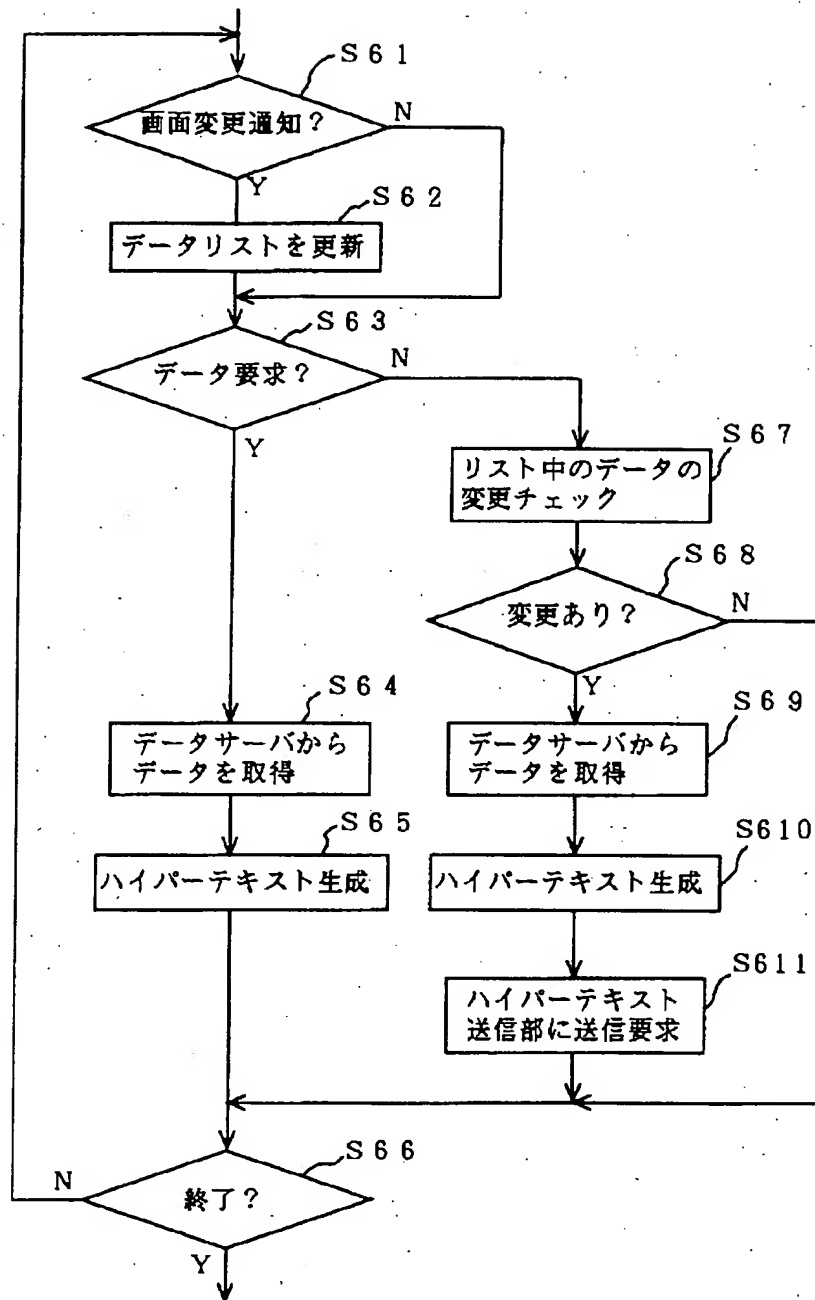 S61
画面変更通知?
N
Y
S62
データリストを更新
S63
データ要求?
N
Y
S67
リスト中のデータの
変更チェック
S68
変更あり?
N
Y
S64
データサーバから
データを取得
S69
データサーバから
データを取得
S65
ハイパーテキスト生成
S610
ハイパーテキスト生成
S611
ハイパーテキスト
送信部に送信要求
S66
N
終了?
Y